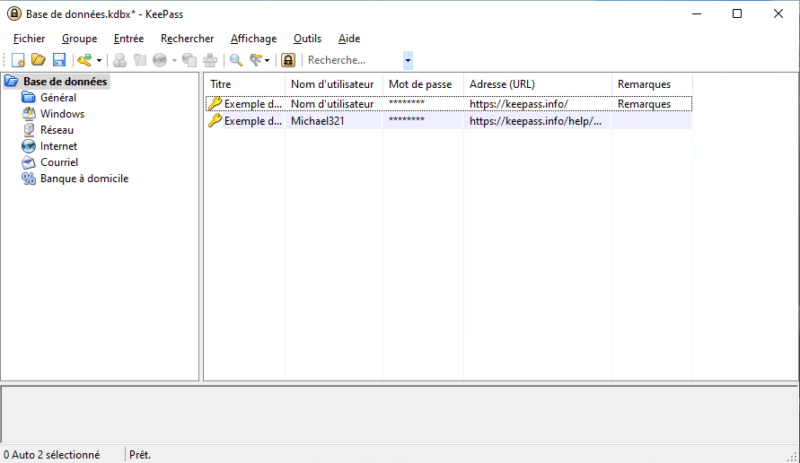 Base de données.kdbx* - KeePass
Fichier Groupe Entrée Rechercher Affichage Outils Aide
Recherche...
Base de données
Général
Windows
Réseau
Internet
Courriel
Banque à domicile
Titre Nom d'utilisateur Mot de passe Adresse (URL) Remarques
Exemple d... Nom d'utilisateur ******** https://keepass.info/ Remarques
Exemple d... Michael321 ******** https://keepass.info/help/...
0 Auto 2 sélectionné Prêt.